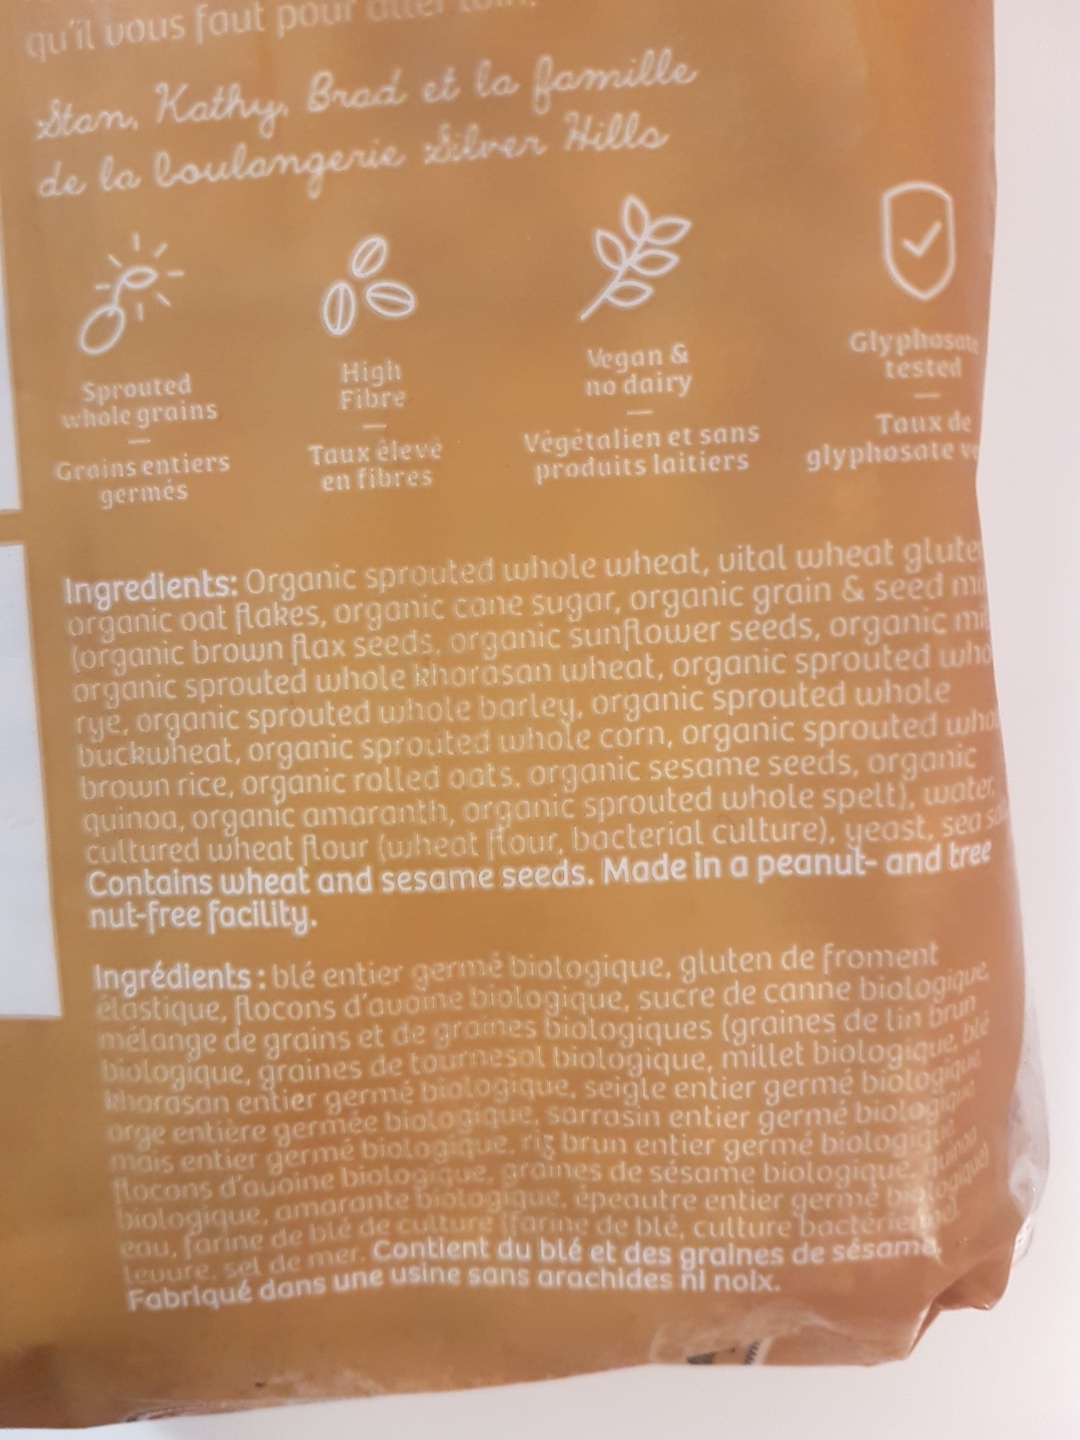 qu'il vous faut pour aller loin.
Stan, Kathy, Brad et la famille
de la boulangerie Silver Hills
Sprouted
whole grains
—
Grains entiers
germés
High
Fibre
—
Taux élevé
en fibres
Vegan &
no dairy
—
Végétalien et sans
produits laitiers
Glyphosate
tested
—
Taux de
glyphosate
Ingredients: Organic sprouted whole wheat, vital wheat glute
organic oat flakes, organic cane sugar, organic grain & seed mi
(organic brown flax seeds, organic sunflower seeds, organic mi
organic sprouted whole khorasan wheat, organic sprouted who
rye, organic sprouted whole barley, organic sprouted whole
buckwheat, organic sprouted whole corn, organic sprouted whol
brown rice, organic rolled oats, organic sesame seeds, organic
quinoa, organic amaranth, organic sprouted whole spelt), water,
cultured wheat flour (wheat flour, bacterial culture), yeast, sea sal
Contains wheat and sesame seeds. Made in a peanut- and tree
nut-free facility.
Ingrédients : blé entier germé biologique, gluten de froment
élastique, flocons d'avoine biologique, sucre de canne biologique,
mélange de grains et de graines biologiques (graines de lin brun
biologique, graines de tournesol biologique, millet biologique, blé
khorasan entier germé biologique, seigle entier germé biologique
orge entière germée biologique, sarrasin entier germé biologique
maïs entier germé biologique, riz brun entier germé biologique,
flocons d'avoine biologique, graines de sésame biologique, quinoa
biologique, amarante biologique, épeautre entier germé biologique)
eau, farine de blé de culture (farine de blé, culture bactérienne),
levure, sel de mer. Contient du blé et des graines de sésame.
Fabriqué dans une usine sans arachides ni noix.